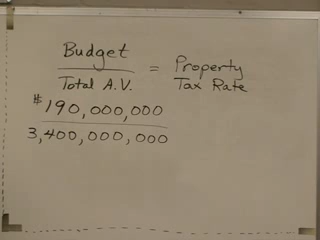 Budget
Total A.V. = Property Tax Rate
$190,000,000
3,400,000,000